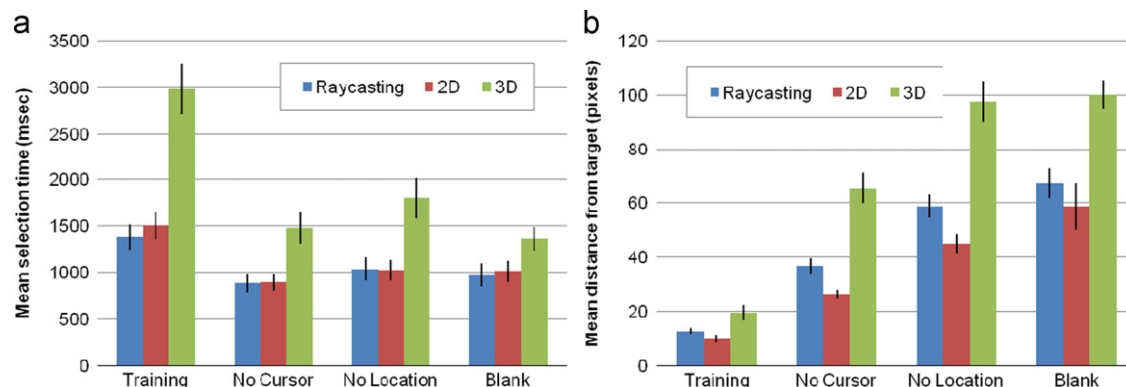 a
Mean selection time (msec)
3500
3000
2500
2000
1500
1000
500
0
Raycasting 2D 3D
Training No Cursor No Location Blank
b
Mean distance from target (pixels)
120
100
80
60
40
20
0
Raycasting 2D 3D
Training No Cursor No Location Blank